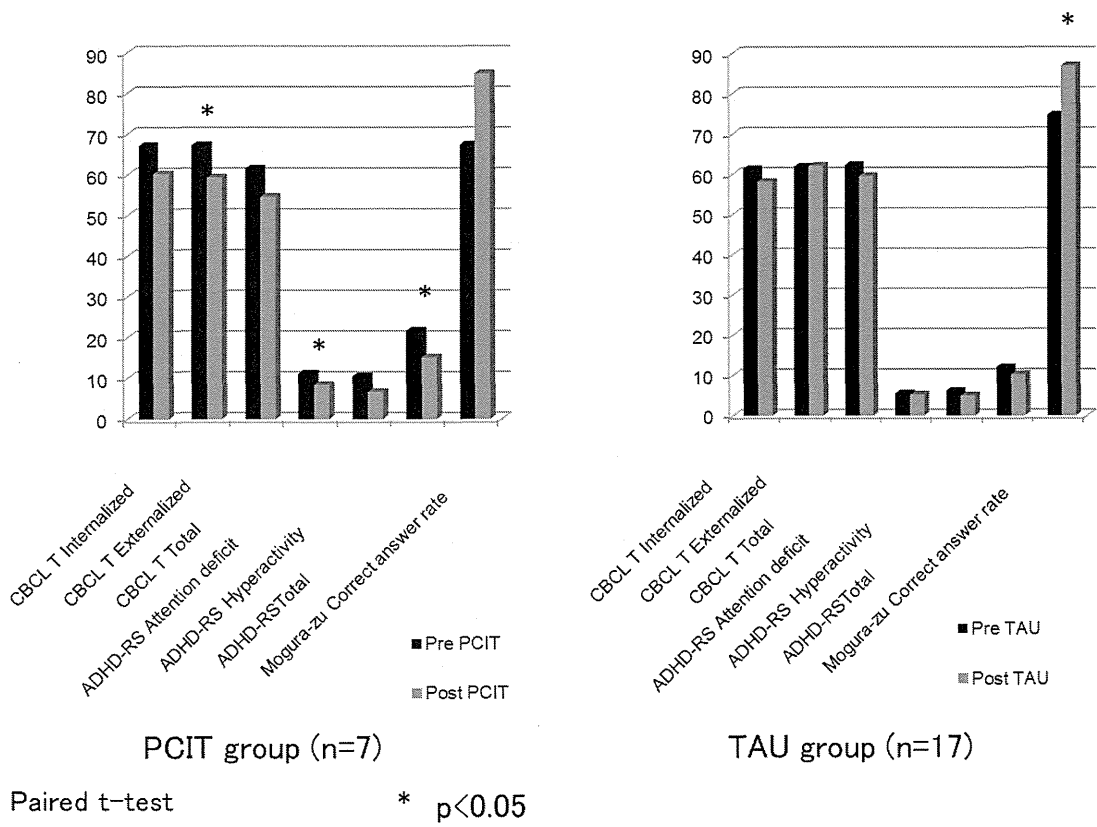 *
90
80
70
60
50
40
30
20
10
0
*
*
*
CBCL T Internalized
CBCL T Externalized
CBCL T Total
ADHD-RS Attention deficit
ADHD-RS Hyperactivity
ADHD-RSTotal
Mogura-zu Correct answer rate
■ Pre PCIT
■ Post PCIT
PCIT group (n=7)
90
80
70
60
50
40
30
20
10
0
CBCL T Internalized
CBCL T Externalized
CBCL T Total
ADHD-RS Attention deficit
ADHD-RS Hyperactivity
ADHD-RSTotal
Mogura-zu Correct answer rate
■ Pre TAU
■ Post TAU
TAU group (n=17)
Paired t-test * p<0.05